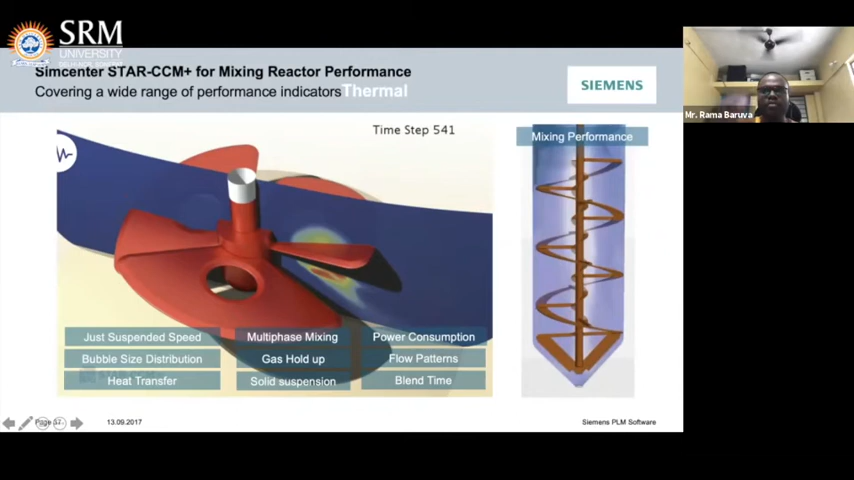 SRM
UNIVERSITY
Simcenter STAR-CCM+ for Mixing Reactor Performance
Covering a wide range of performance indicators Thermal
SIEMENS
Mr. Rama Baruva
Time Step 541
Mixing Performance
Just Suspended Speed
Multiphase Mixing
Power Consumption
Bubble Size Distribution
Gas Hold up
Flow Patterns
Heat Transfer
Solid suspension
Blend Time
Page 37
13.09.2017
Siemens PLM Software